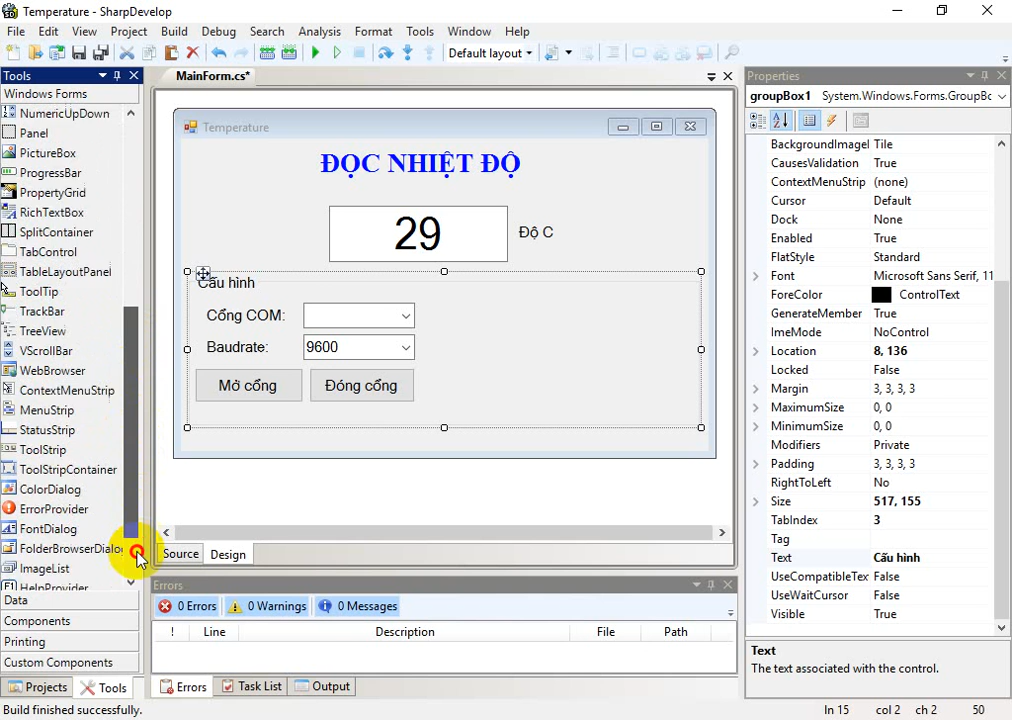 Temperature - SharpDevelop
File Edit View Project Build Debug Search Analysis Format Tools Window Help
Default layout
Tools
Windows Forms
NumericUpDown
Panel
PictureBox
ProgressBar
PropertyGrid
RichTextBox
SplitContainer
TabControl
TableLayoutPanel
ToolTip
TrackBar
TreeView
VScrollBar
WebBrowser
ContextMenuStrip
MenuStrip
StatusStrip
ToolStrip
ToolStripContainer
ColorDialog
ErrorProvider
FontDialog
FolderBrowserDialo
ImageList
HelpProvider
Data
Components
Printing
Custom Components
Projects Tools
MainForm.cs*
Temperature
ĐỌC NHIỆT ĐỘ
29 Độ C
Cấu hình
Cổng COM:
Baudrate: 9600
Mở cổng Đóng cổng
Source Design
Errors
0 Errors 0 Warnings 0 Messages
! Line Description File Path
Errors Task List Output
Properties
groupBox1 System.Windows.Forms.GroupBc
BackgroundImageL Tile
CausesValidation True
ContextMenuStrip (none)
Cursor Default
Dock None
Enabled True
FlatStyle Standard
Font Microsoft Sans Serif, 11
ForeColor ControlText
GenerateMember True
ImeMode NoControl
Location 8, 136
Locked False
Margin 3, 3, 3, 3
MaximumSize 0, 0
MinimumSize 0, 0
Modifiers Private
Padding 3, 3, 3, 3
RightToLeft No
Size 517, 155
TabIndex 3
Tag
Text Cấu hình
UseCompatibleTex False
UseWaitCursor False
Visible True
Text
The text associated with the control.
Build finished successfully. ln 15 col 2 ch 2 50